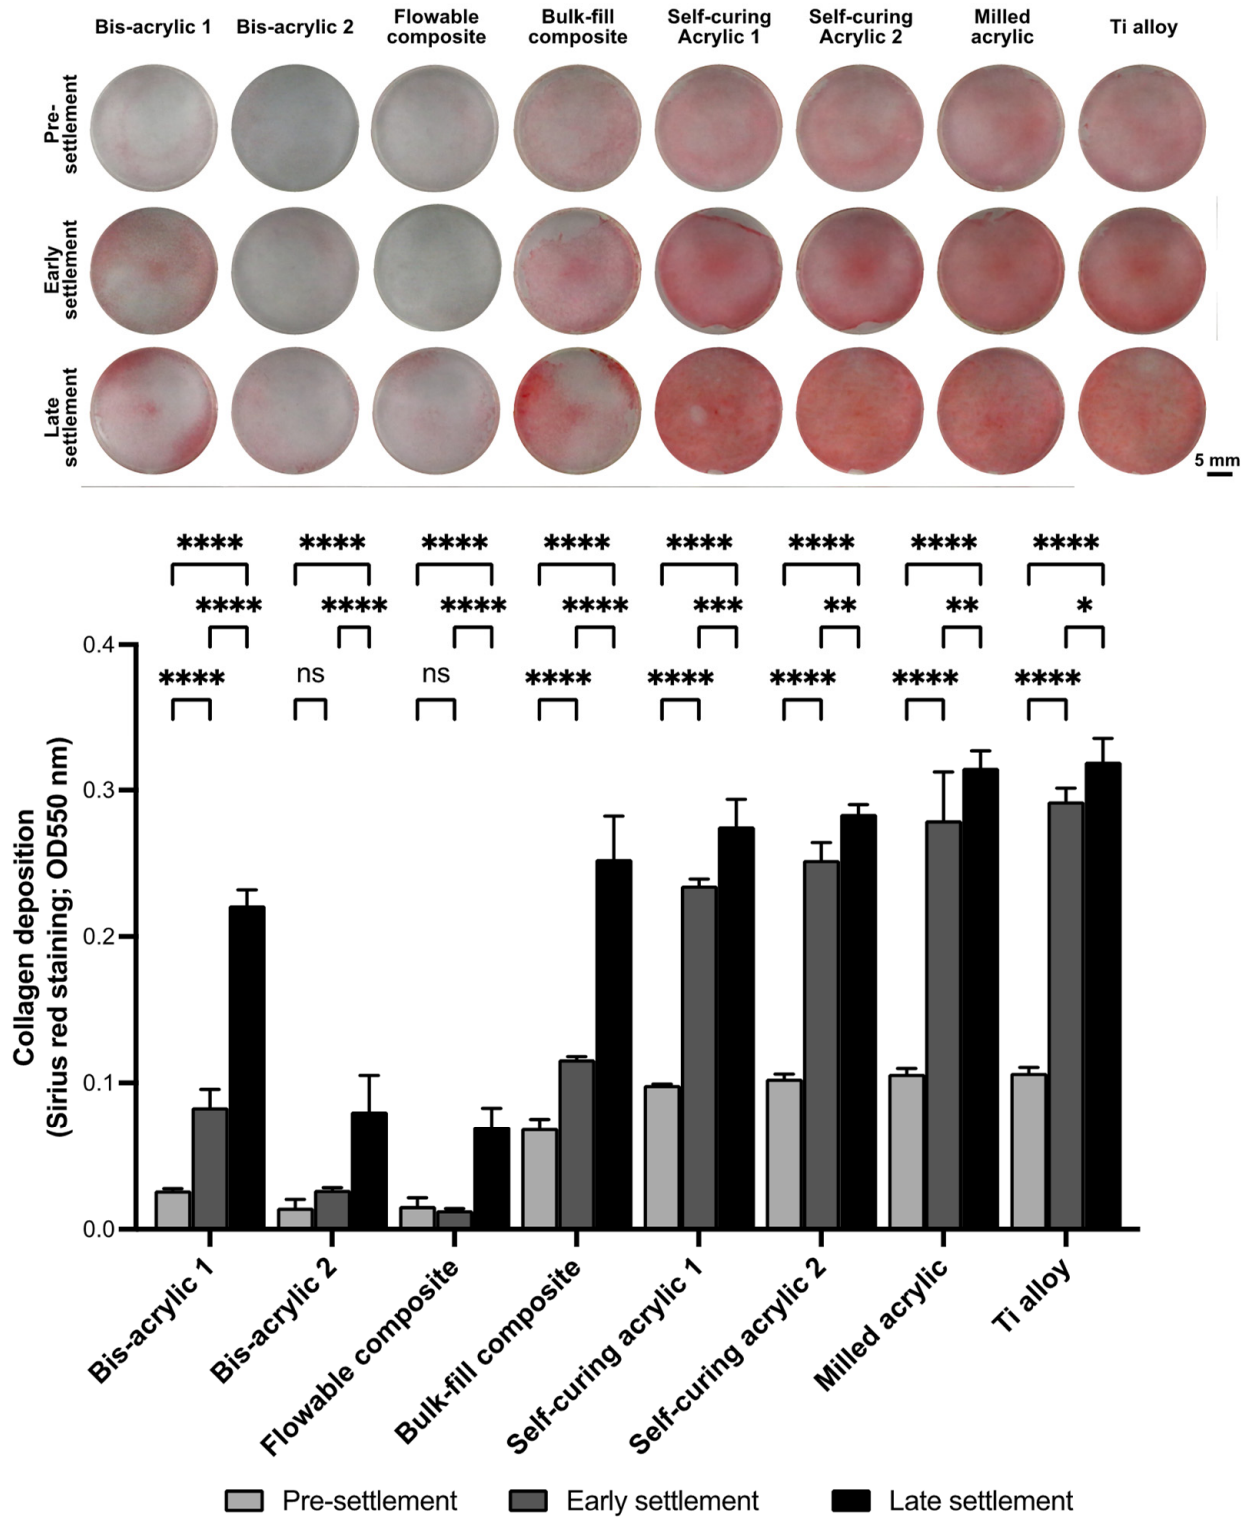 Bis-acrylic 1 Bis-acrylic 2 Flowable composite Bulk-fill composite Self-curing Acrylic 1 Self-curing Acrylic 2 Milled acrylic Ti alloy
Pre-settlement
Early settlement
Late settlement
5 mm
**** **** **** **** **** **** **** ****
**** **** **** **** *** ** ** *
**** ns ns **** **** **** **** ****
Collagen deposition
(Sirius red staining; OD550 nm)
0.4
0.3
0.2
0.1
0.0
Bis-acrylic 1
Bis-acrylic 2
Flowable composite
Bulk-fill composite
Self-curing acrylic 1
Self-curing acrylic 2
Milled acrylic
Ti alloy
Pre-settlement Early settlement Late settlement